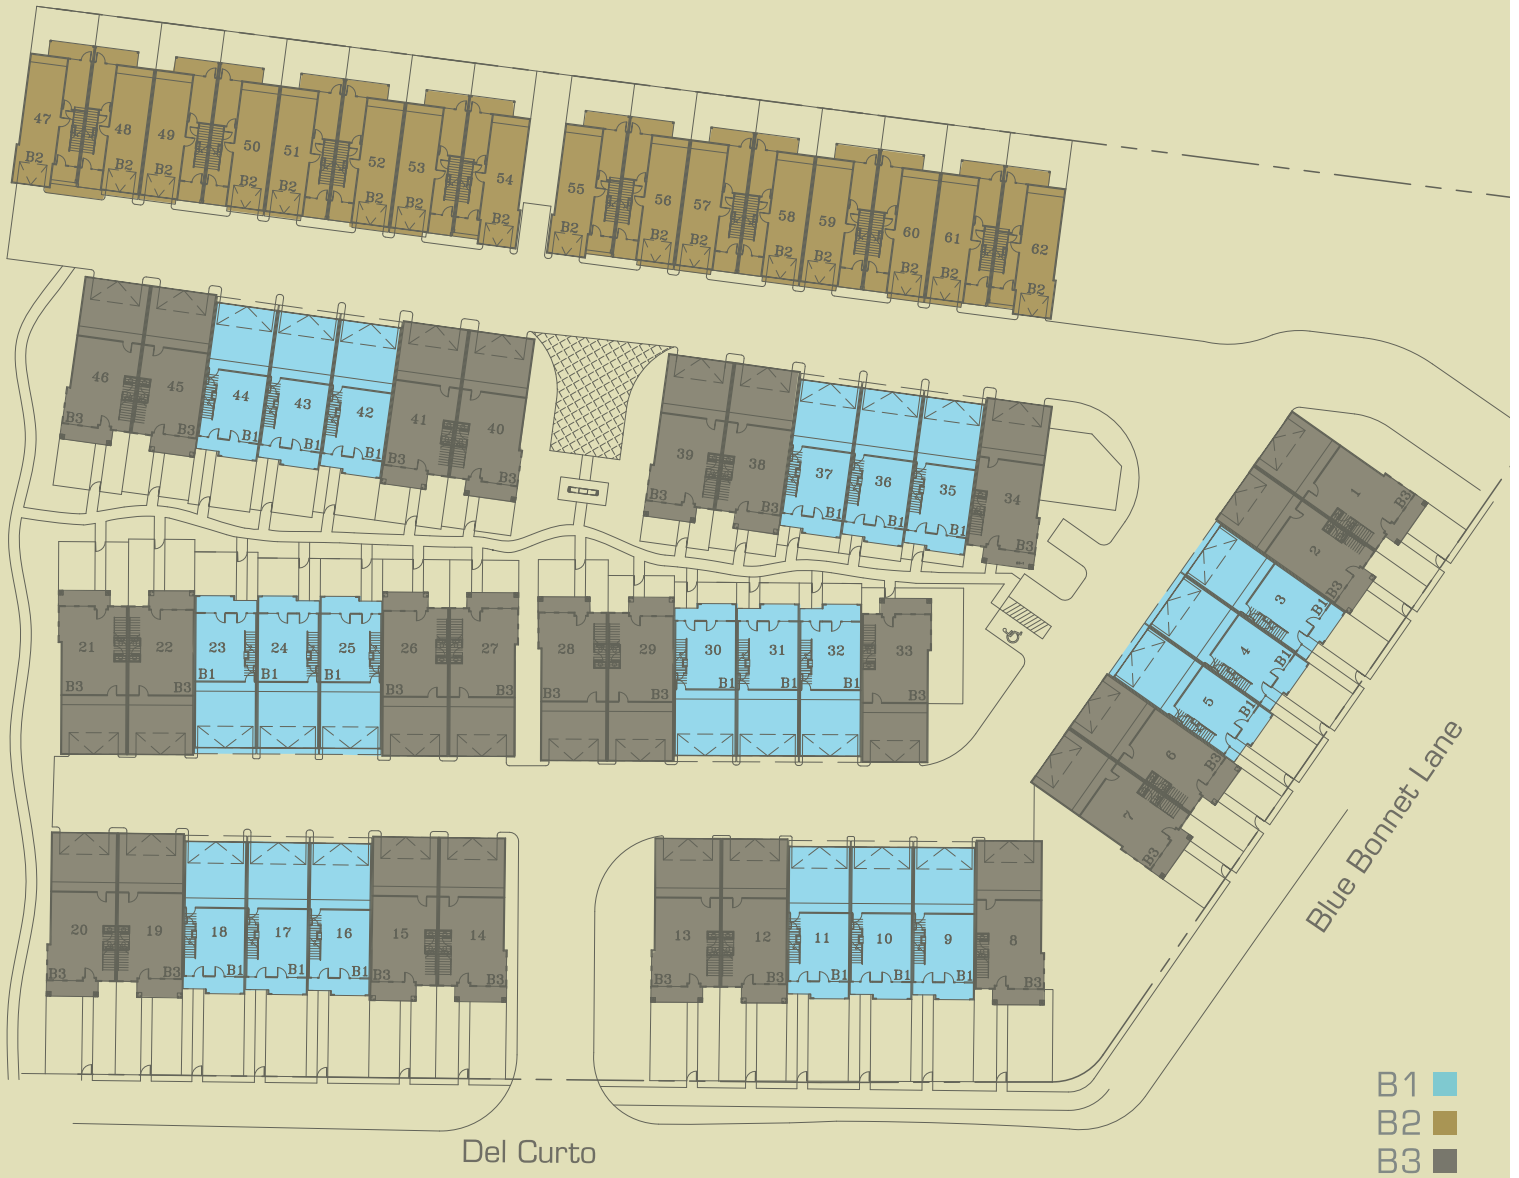 47 48 49 50 51 52 53 54
B2 B2 B2 B2 B2 B2 B2 B2
55 56 57 58 59 60 61 62
B2 B2 B2 B2 B2 B2 B2 B2
46 45 44 43 42 41 40
B3 B3 B1 B1 B1 B3 B3
39 38 37 36 35 34
B3 B3 B1 B1 B1 B3
1 2 3 4 5 6 7
B3 B3 B1 B1 B1 B3 B3
21 22 23 24 25 26 27
B3 B3 B1 B1 B1 B3 B3
28 29 30 31 32 33
B3 B3 B1 B1 B1 B3
20 19 18 17 16 15 14
B3 B3 B1 B1 B1 B3 B3
13 12 11 10 9 8
B3 B3 B1 B1 B1 B3
Blue Bonnet Lane
Del Curto
B1
B2
B3